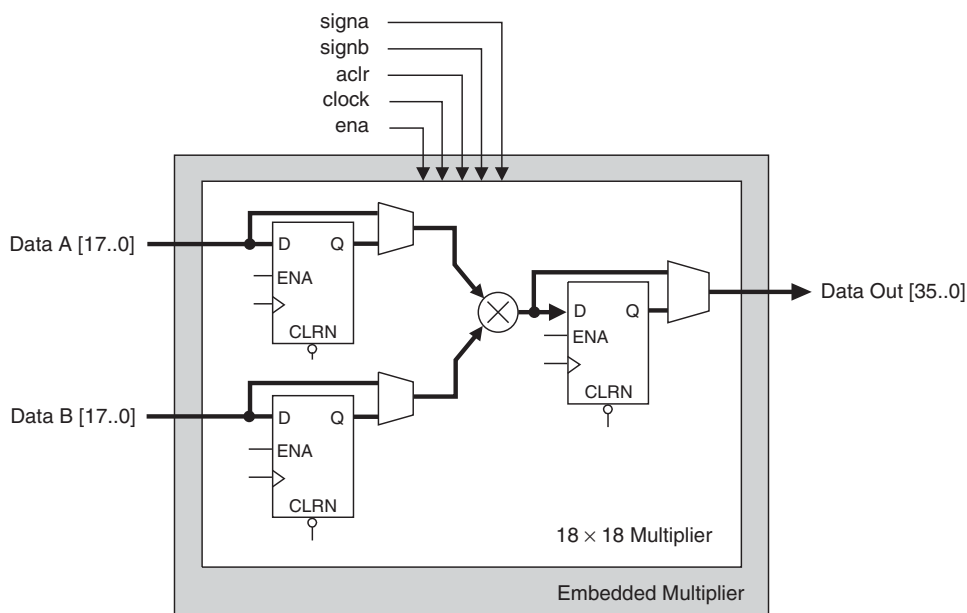 signa
signb
aclr
clock
ena
Data A [17..0]
D Q
ENA
CLRN
Data Out [35..0]
D Q
ENA
CLRN
Data B [17..0]
D Q
ENA
CLRN
18 × 18 Multiplier
Embedded Multiplier